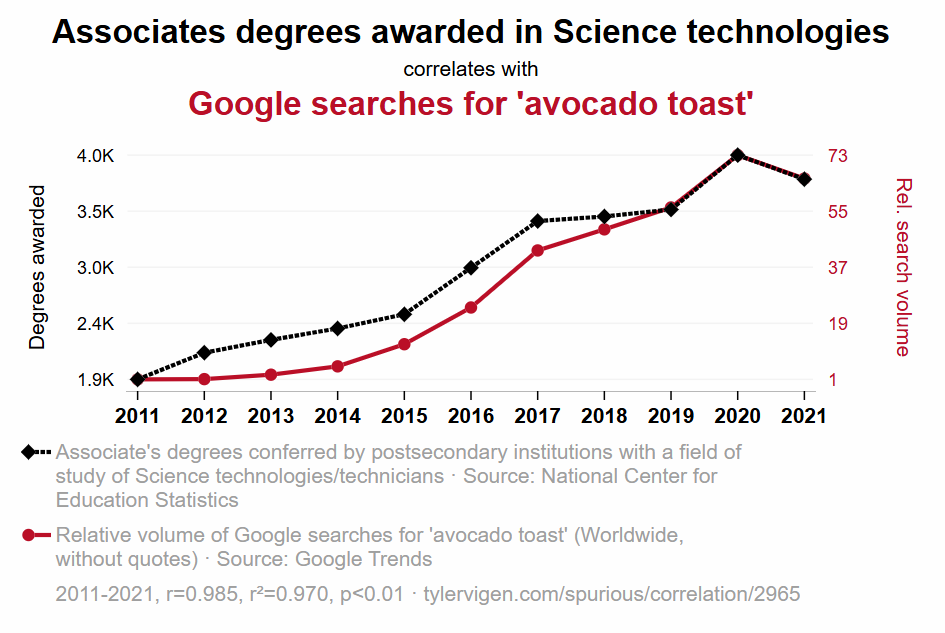 Associates degrees awarded in Science technologies
correlates with
Google searches for 'avocado toast'
Degrees awarded
4.0K
3.5K
3.0K
2.4K
1.9K
73
55
37
19
1
Rel. search volume
2011 2012 2013 2014 2015 2016 2017 2018 2019 2020 2021
Associate's degrees conferred by postsecondary institutions with a field of
study of Science technologies/technicians · Source: National Center for
Education Statistics
Relative volume of Google searches for 'avocado toast' (Worldwide,
without quotes) · Source: Google Trends
2011-2021, r=0.985, r²=0.970, p<0.01 · tylervigen.com/spurious/correlation/2965